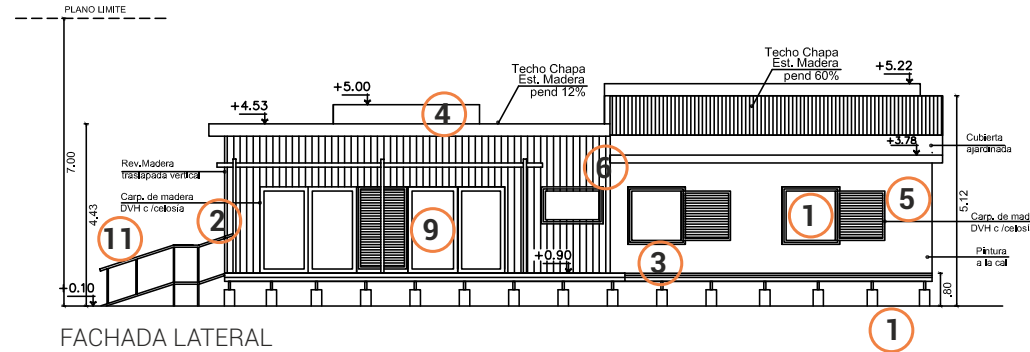 PLANO LIMITE
Techo Chapa
Est. Madera
pend 60%
+5.22
Techo Chapa
Est. Madera
pend 12%
+5.00
+4.53
4
+3.78
Cubierta
ajardinada
7.00
Rev.Madera
traslapada vertical
6
Carp. de madera
DVH c /celosia
4.43
5.12
5
1
2
9
11
Carp. de mad
DVH c /celosi
+0.90
3
Pintura
a la cal
+0.10
.80
1
FACHADA LATERAL